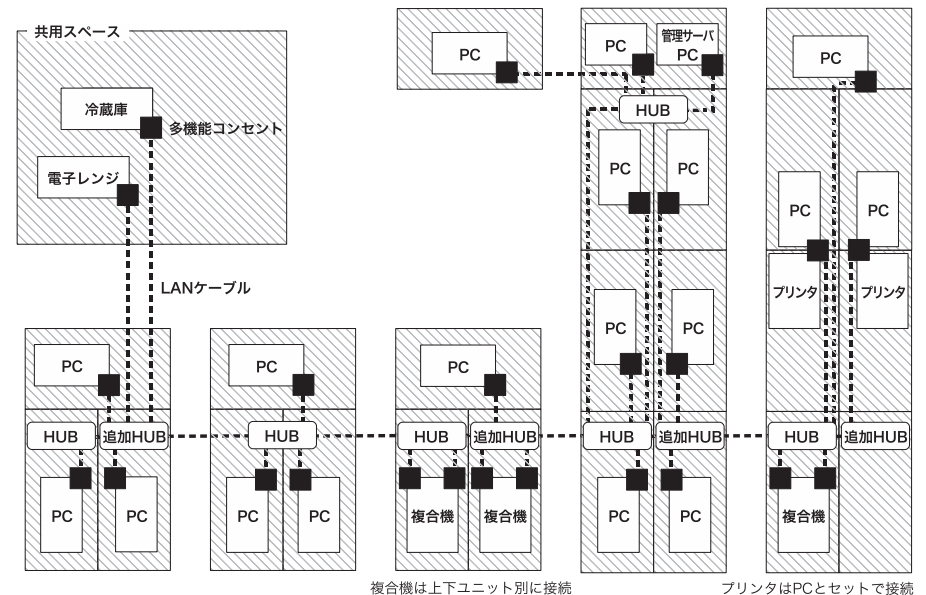 共用スペース
冷蔵庫
多機能コンセント
電子レンジ
LANケーブル
PC
PC
管理サーバ
PC
PC
HUB
PC
PC
PC
PC
プリンタ
プリンタ
PC
PC
PC
PC
PC
HUB
追加HUB
HUB
HUB
追加HUB
HUB
追加HUB
HUB
追加HUB
PC
PC
PC
PC
複合機
複合機
PC
PC
複合機
複合機は上下ユニット別に接続
プリンタはPCとセットで接続